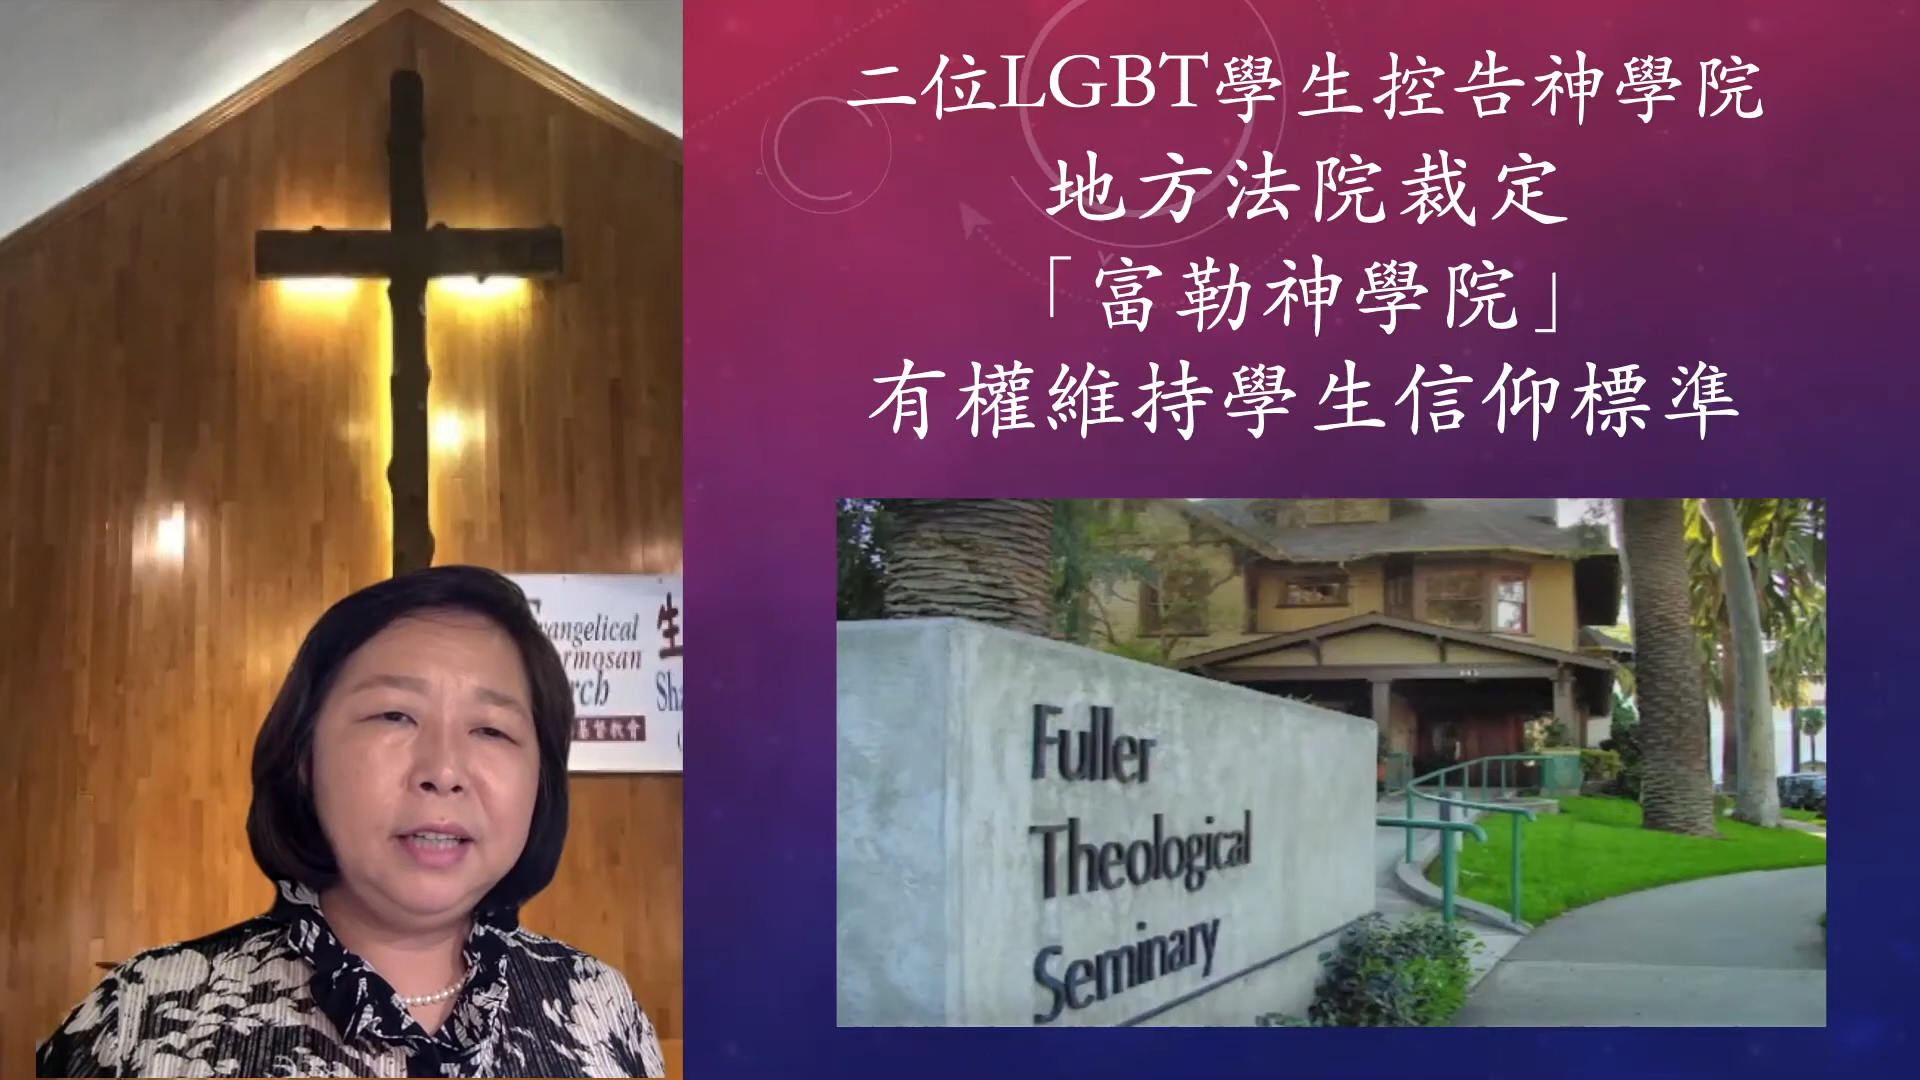 二位LGBT學生控告神學院
地方法院裁定
「富勒神學院」
有權維持學生信仰標準
Fuller
Theological
Seminary
生